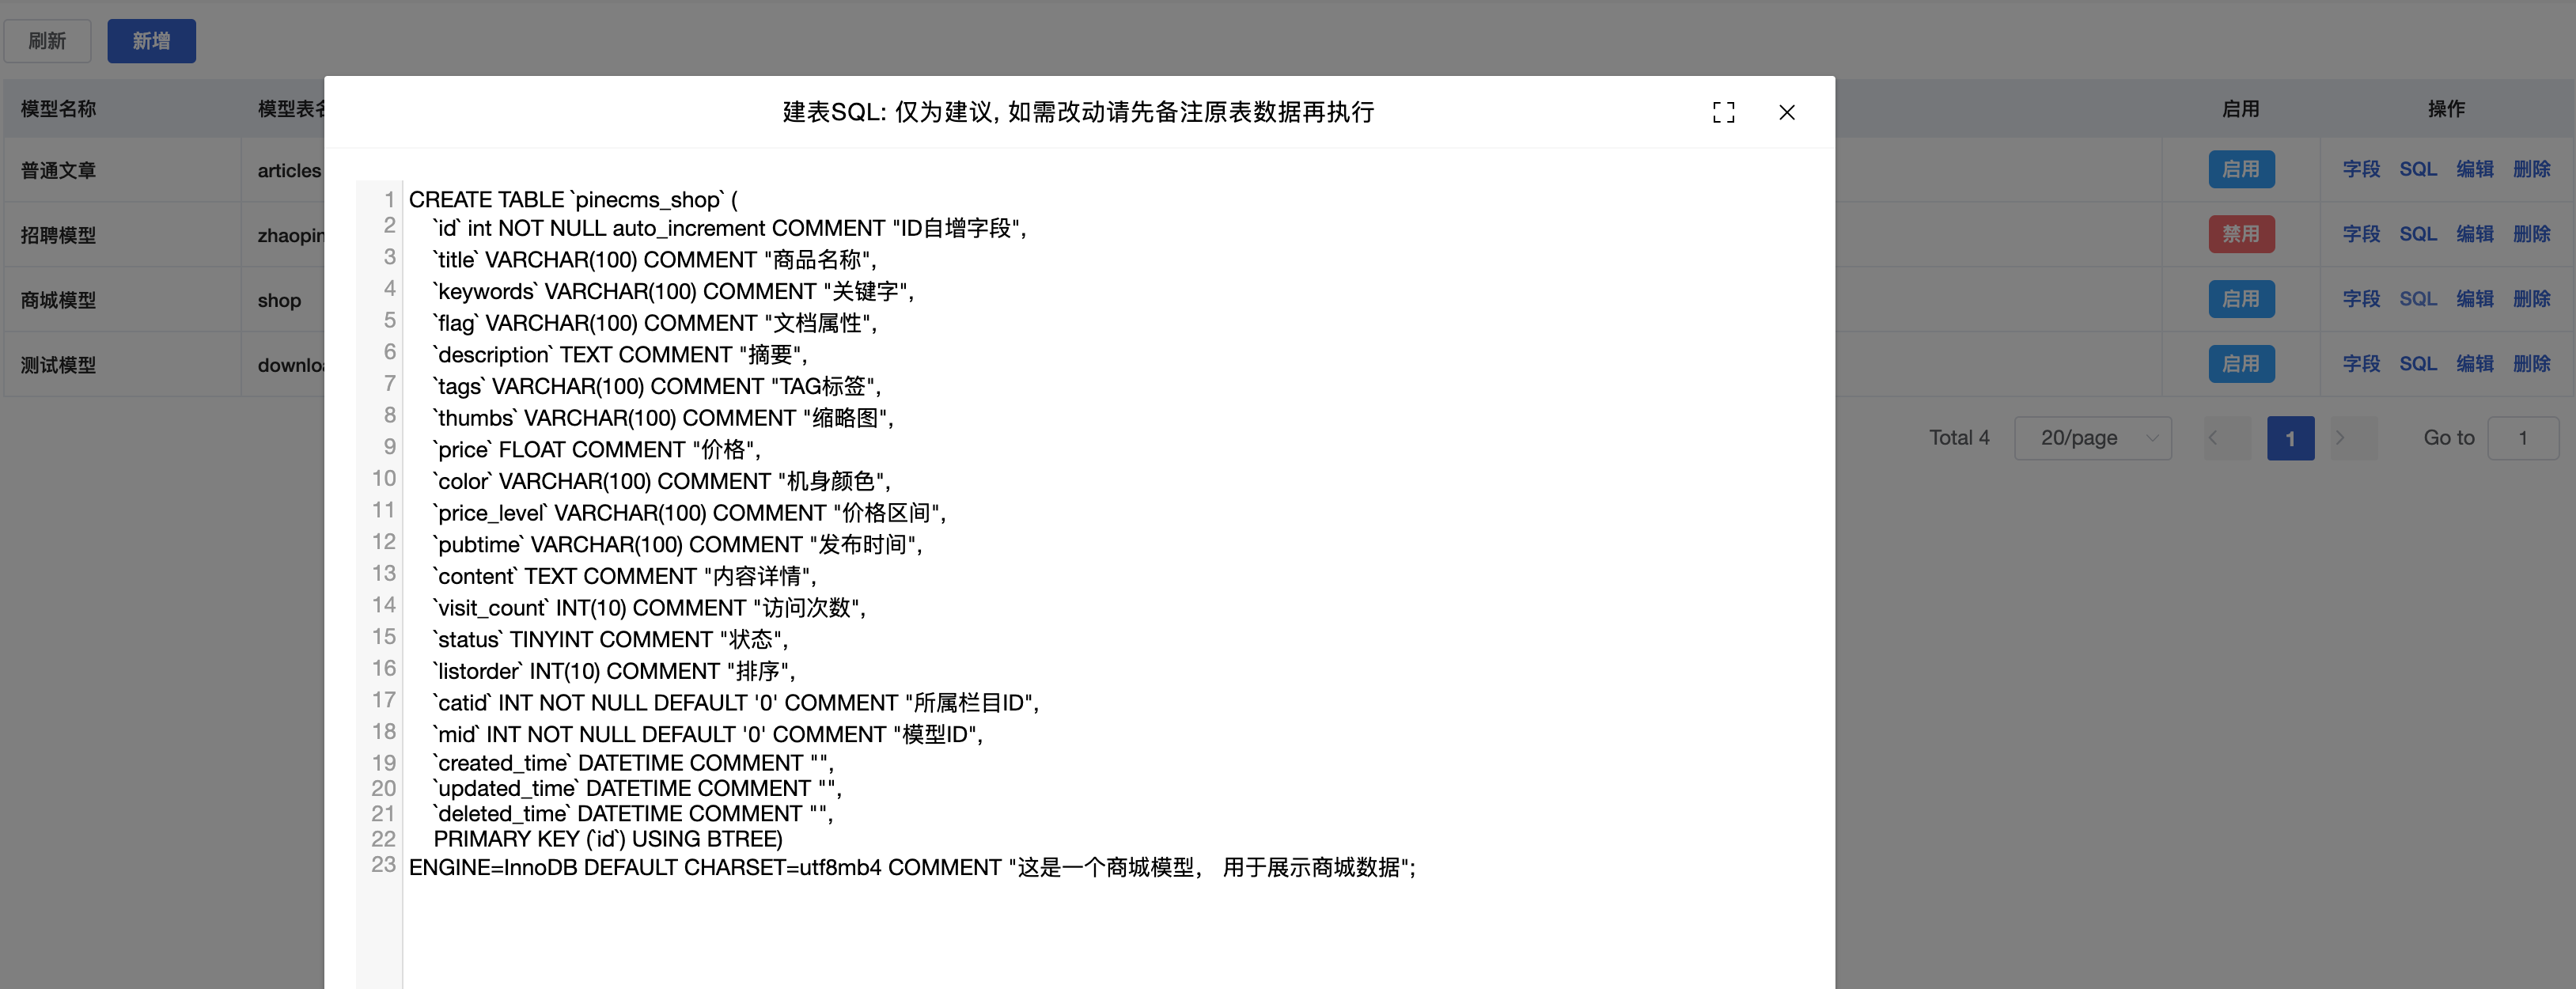 刷新 新增
模型名称 模型表名 启用 操作
普通文章 articles 启用 字段 SQL 编辑 删除
招聘模型 zhaopin 禁用 字段 SQL 编辑 删除
商城模型 shop 启用 字段 SQL 编辑 删除
测试模型 downloa 启用 字段 SQL 编辑 删除
Total 4 20/page 1 Go to 1
建表SQL: 仅为建议, 如需改动请先备注原表数据再执行
1 CREATE TABLE `pinecms_shop` (
2 `id` int NOT NULL auto_increment COMMENT "ID自增字段",
3 `title` VARCHAR(100) COMMENT "商品名称",
4 `keywords` VARCHAR(100) COMMENT "关键字",
5 `flag` VARCHAR(100) COMMENT "文档属性",
6 `description` TEXT COMMENT "摘要",
7 `tags` VARCHAR(100) COMMENT "TAG标签",
8 `thumbs` VARCHAR(100) COMMENT "缩略图",
9 `price` FLOAT COMMENT "价格",
10 `color` VARCHAR(100) COMMENT "机身颜色",
11 `price_level` VARCHAR(100) COMMENT "价格区间",
12 `pubtime` VARCHAR(100) COMMENT "发布时间",
13 `content` TEXT COMMENT "内容详情",
14 `visit_count` INT(10) COMMENT "访问次数",
15 `status` TINYINT COMMENT "状态",
16 `listorder` INT(10) COMMENT "排序",
17 `catid` INT NOT NULL DEFAULT '0' COMMENT "所属栏目ID",
18 `mid` INT NOT NULL DEFAULT '0' COMMENT "模型ID",
19 `created_time` DATETIME COMMENT "",
20 `updated_time` DATETIME COMMENT "",
21 `deleted_time` DATETIME COMMENT "",
22 PRIMARY KEY (`id`) USING BTREE)
23 ENGINE=InnoDB DEFAULT CHARSET=utf8mb4 COMMENT "这是一个商城模型， 用于展示商城数据";